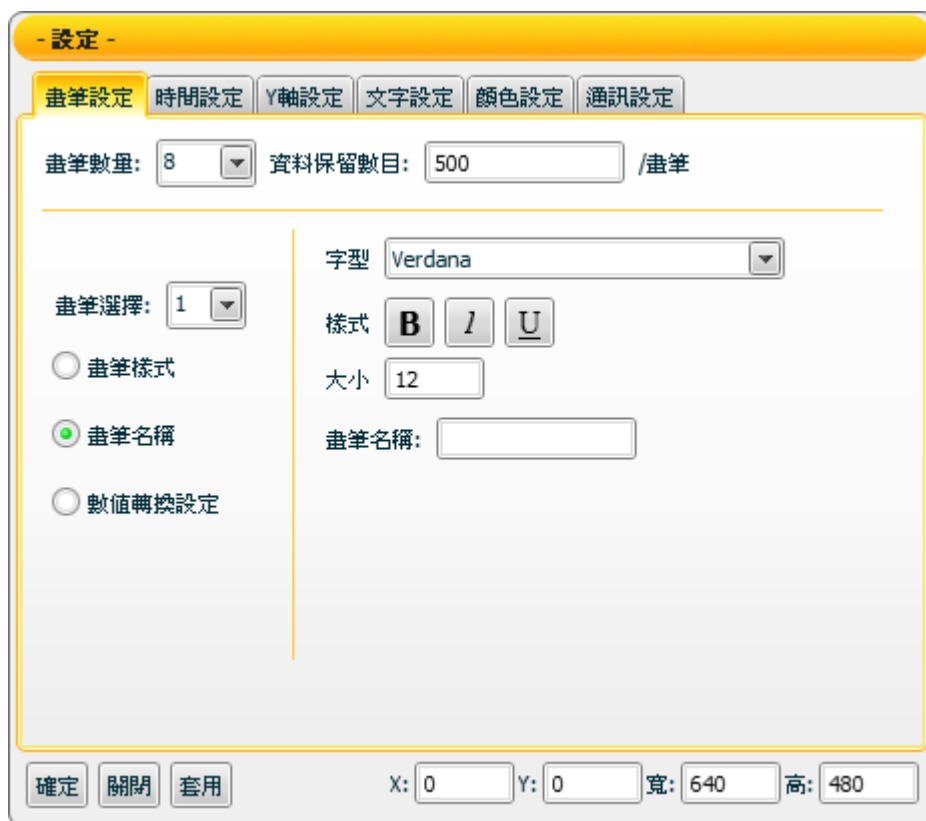 - 設定 -
畫筆設定 時間設定 Y軸設定 文字設定 顏色設定 通訊設定
畫筆數量: 8 資料保留數目: 500 /畫筆
字型 Verdana
畫筆選擇: 1
樣式 B I U
畫筆樣式
大小 12
畫筆名稱
畫筆名稱:
數值轉換設定
確定 關閉 套用 X: 0 Y: 0 寬: 640 高: 480